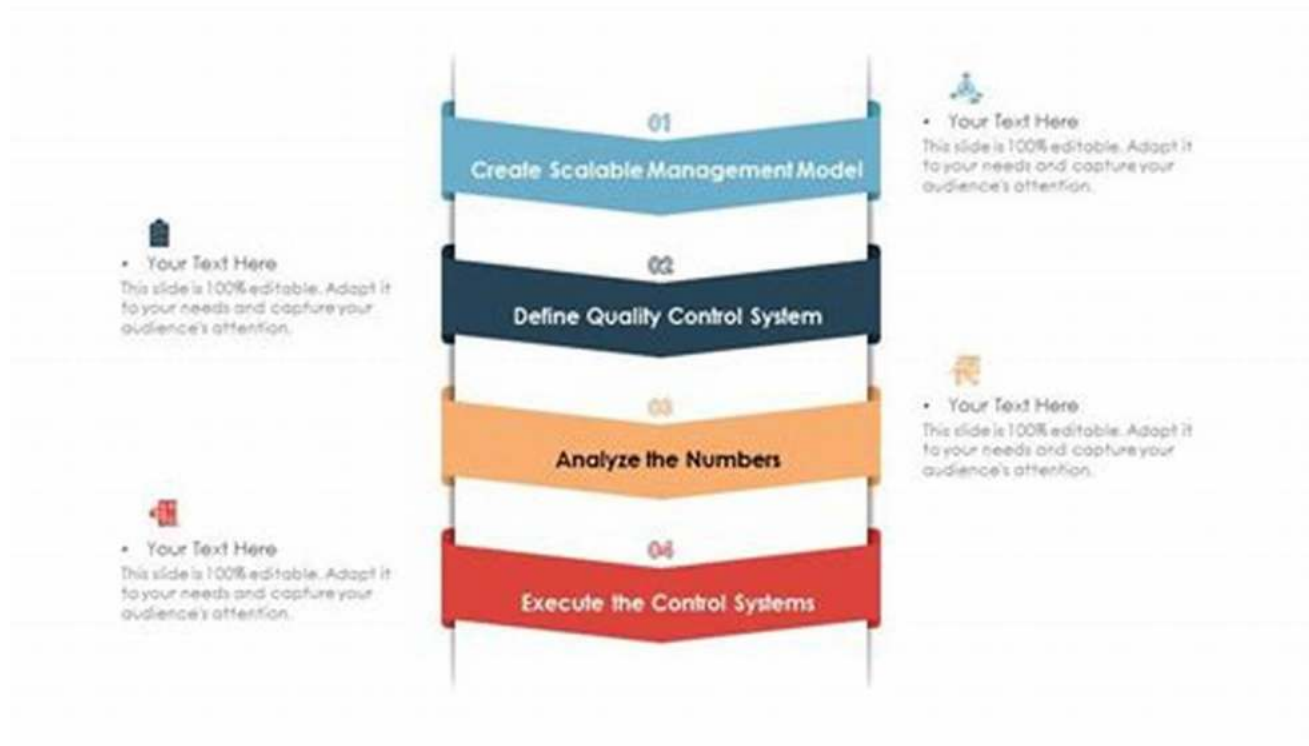 01
Create Scalable Management Model
• Your Text Here
This slide is 100% editable. Adapt it
to your needs and capture your
audience's attention.
02
Define Quality Control System
• Your Text Here
This slide is 100% editable. Adapt it
to your needs and capture your
audience's attention.
03
Analyze the Numbers
• Your Text Here
This slide is 100% editable. Adapt it
to your needs and capture your
audience's attention.
04
Execute the Control Systems
• Your Text Here
This slide is 100% editable. Adapt it
to your needs and capture your
audience's attention.